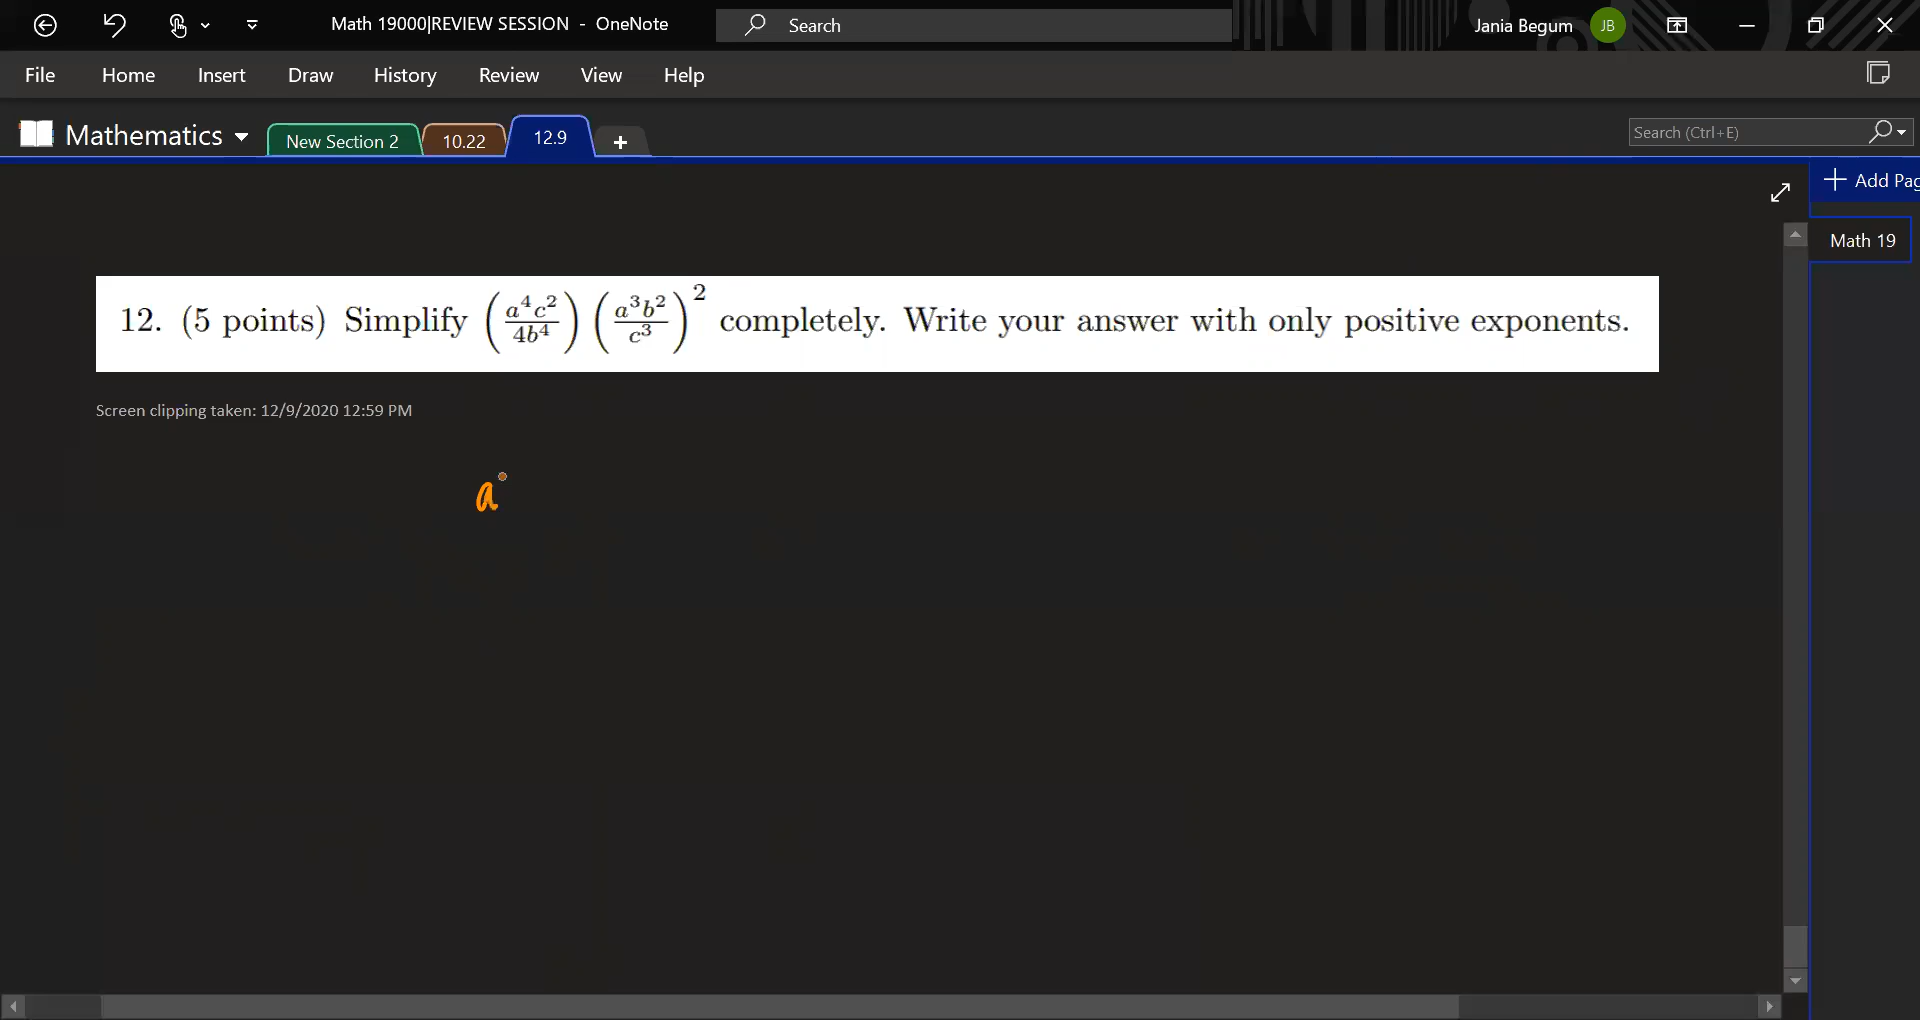 Math 19000|REVIEW SESSION - OneNote
Search
Jania Begum
JB
File Home Insert Draw History Review View Help
Mathematics
New Section 2
10.22
12.9
+
Search (Ctrl+E)
Add Pag
Math 19
12. (5 points) Simplify (a⁴c²/4b⁴)(a³b²/c³)² completely. Write your answer with only positive exponents.
Screen clipping taken: 12/9/2020 12:59 PM
a